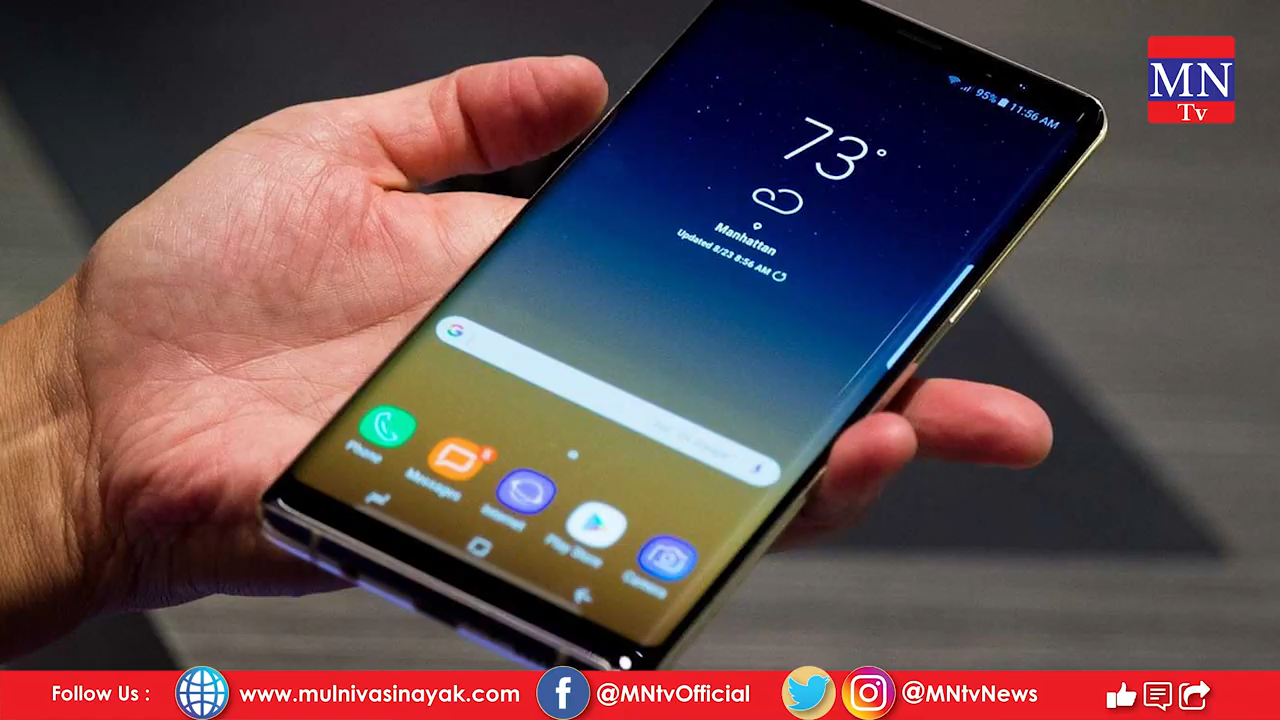 MN
Tv
95% 11:56 AM
73°
Manhattan
Updated 8/23 8:56 AM
Phone
Messages
Internet
Play Store
Camera
Follow Us :
www.mulnivasinayak.com
@MNtvOfficial
@MNtvNews